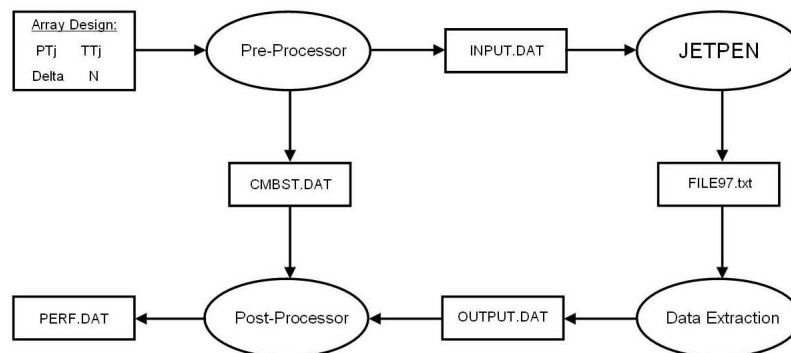 Array Design:
PTj TTj
Delta N
Pre-Processor
INPUT.DAT
JETPEN
CMBST.DAT
FILE97.txt
PERF.DAT
Post-Processor
OUTPUT.DAT
Data Extraction